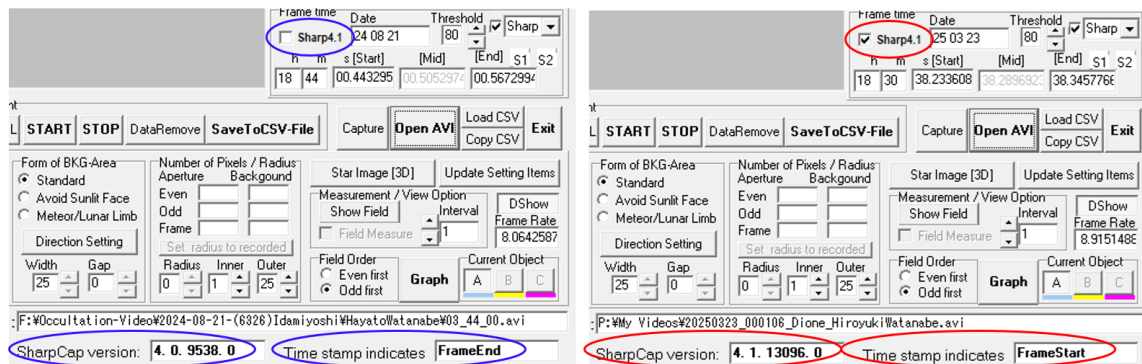 Frame time Date Threshold
Sharp4.1 24 08 21 80 Sharp
h m s [Start] [Mid] [End] S1 S2
18 44 00.443295 00.5052974 00.5672994
START STOP DataRemove SaveToCSV-File Capture Open AVI Load CSV Copy CSV Exit
Form of BKG-Area
Standard
Avoid Sunlit Face
Meteor/Lunar Limb
Direction Setting
Width Gap
25 0
Number of Pixels / Radius
Aperture Backgound
Even
Odd
Frame
Set radius to recorded
Radius Inner Outer
0 1 25
Star Image [3D] Update Setting Items
Measurement / View Option
Show Field Interval
Field Measure 1
DShow
Frame Rate
8.0642587
Field Order
Even first
Odd first
Graph
Current Object
A B C
F:¥Occultation-Video¥2024-08-21-(6326)Idamiyoshi¥HayatoWatanabe¥03_44_00.avi
SharpCap version: 4. 0. 9538. 0 Time stamp indicates FrameEnd
Frame time Date Threshold
Sharp4.1 25 03 23 80 Sharp
h m s [Start] [Mid] [End] S1 S2
18 30 38.233608 38.2896923 38.3457766
L START STOP DataRemove SaveToCSV-File Capture Open AVI Load CSV Copy CSV Exit
Form of BKG-Area
Standard
Avoid Sunlit Face
Meteor/Lunar Limb
Direction Setting
Width Gap
25 0
Number of Pixels / Radius
Aperture Backgound
Even
Odd
Frame
Set radius to recorded
Radius Inner Outer
0 1 25
Star Image [3D] Update Setting Items
Measurement / View Option
Show Field Interval
Field Measure 1
DShow
Frame Rate
8.9151488
Field Order
Even first
Odd first
Graph
Current Object
A B C
P:¥My Videos¥20250323_000106_Dione_HiroyukiWatanabe.avi
SharpCap version: 4. 1. 13096. 0 Time stamp indicates FrameStart